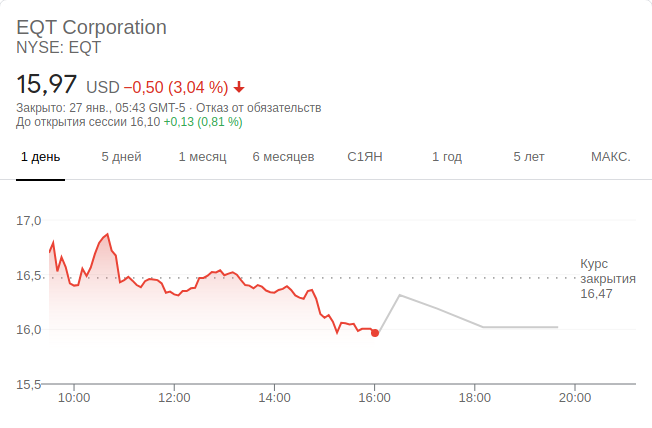 EQT Corporation
NYSE: EQT
15,97 USD −0,50 (3,04 %)
Закрыто: 27 янв., 05:43 GMT-5 · Отказ от обязательств
До открытия сессии 16,10 +0,13 (0,81 %)
1 день 5 дней 1 месяц 6 месяцев С1ЯН 1 год 5 лет МАКС.
17,0
16,5
16,0
15,5
Курс
закрытия
16,47
10:00 12:00 14:00 16:00 18:00 20:00